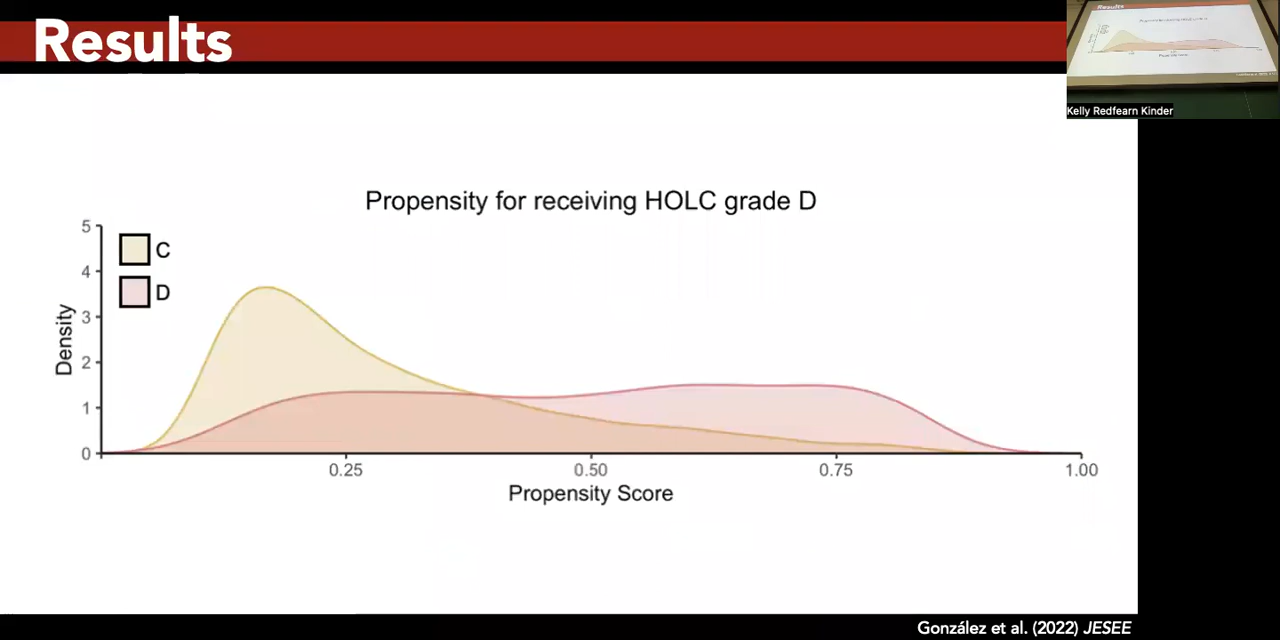 Results
Kelly Redfearn Kinder
Propensity for receiving HOLC grade D
5
4
3
2
1
0
Density
C
D
0.25
0.50
0.75
1.00
Propensity Score
González et al. (2022) JESEE